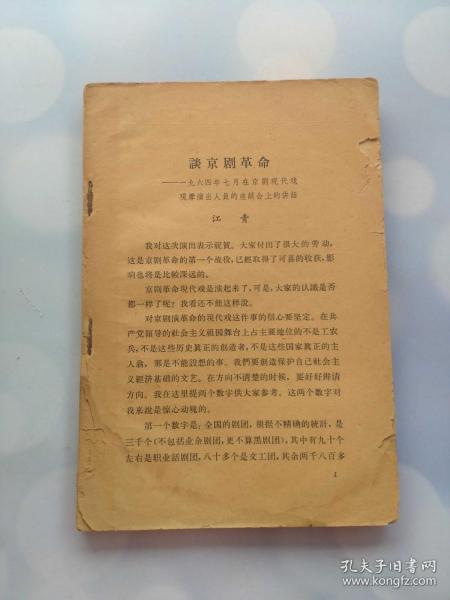 談京剧革命
——一九六四年七月在京剧現代戏
观摩演出人員的座談会上的讲話
江青
我对这次演出表示祝賀。大家付出了很大的劳动，
这是京剧革命的第一个战役，已經取得了可喜的收获，影
响也将是比較深远的。
京剧革命現代戏是演起来了，可是，大家的认識是否
都一样了呢？我看还不能这样說。
对京剧演革命的現代戏这件事的信心要坚定。在共
产党領导的社会主义祖国舞台上占主要地位的不是工农
兵，不是这些历史真正的創造者，不是这些国家真正的主
人翁，那是不能設想的事。我們要創造保护自己社会主
义經济基础的文艺。在方向不清楚的时候，要好好辨清
方向。我在这里提两个数字供大家参考。这两个数字对
我来說是惊心动魄的。
第一个数字是：全国的剧团，根据不精确的統計，是
三千个(不包括业余剧团，更不算黑剧团)，其中有九十个
左右是职业話剧团，八十多个是文工团，其余两千八百多
1
孔夫子旧书网
www.kongfz.com